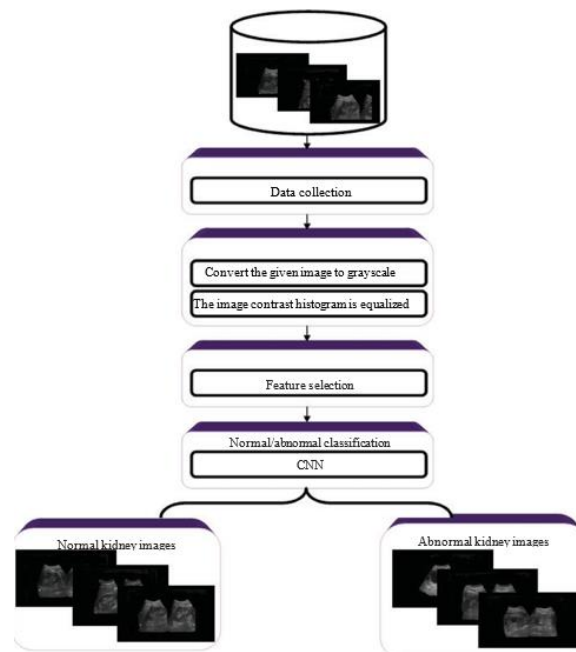 Data collection
Convert the given image to grayscale
The image contrast histogram is equalized
Feature selection
Normal/abnormal classification
CNN
Normal kidney images
Abnormal kidney images